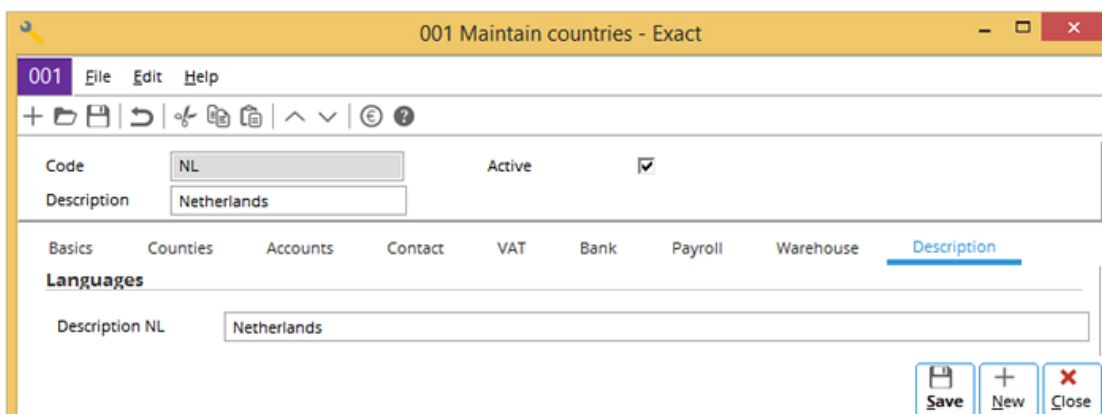 001 Maintain countries - Exact
001 File Edit Help
Code NL Active
Description Netherlands
Basics Counties Accounts Contact VAT Bank Payroll Warehouse Description
Languages
Description NL Netherlands
Save New Close